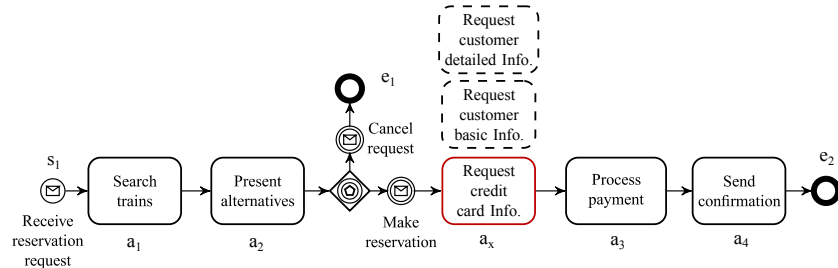 Request
customer
detailed Info.
Request
customer
basic Info.
e1
Cancel
request
s1
Receive
reservation
request
Search
trains
a1
Present
alternatives
a2
Make
reservation
Request
credit
card Info.
ax
Process
payment
a3
Send
confirmation
a4
e2